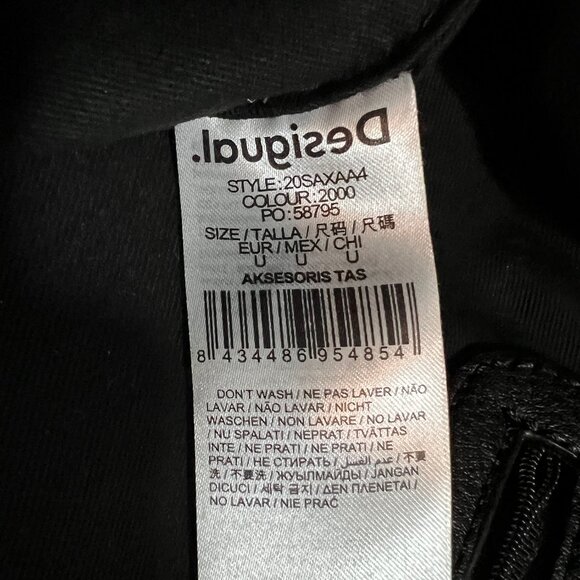 Desigual.
STYLE:20SAXAA4
COLOUR:2000
PO:58795
SIZE/TALLA/尺码/尺碼
EUR/MEX/CHI
U U U
AKSESORIS TAS
8 434486 954854
DON'T WASH / NE PAS LAVER / NÃO
LAVAR / NÃO LAVAR / NICHT
WASCHEN / NON LAVARE / NO LAVAR
/ NU SPALATI / NEPRAT / TVÄTTAS
INTE / NE PRATI / NE PRATI / NE
PRATI / НЕ СТИРАТЬ / عدم الغسل / 不要
洗 / 不要洗 / ЖУЫЛМАЙДЫ / JANGAN
DICUCI / 세탁 금지 / ΔΕΝ ΠΛΕΝΕΤΑΙ /
NO LAVAR / NIE PRAĆ